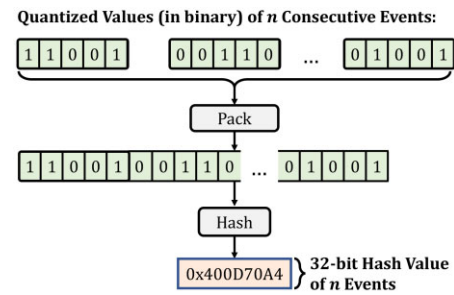 Quantized Values (in binary) of n Consecutive Events:
1 1 0 0 1 0 0 1 1 0 ... 0 1 0 0 1
Pack
1 1 0 0 1 0 0 1 1 0 ... 0 1 0 0 1
Hash
0x400D70A4
32-bit Hash Value
of n Events